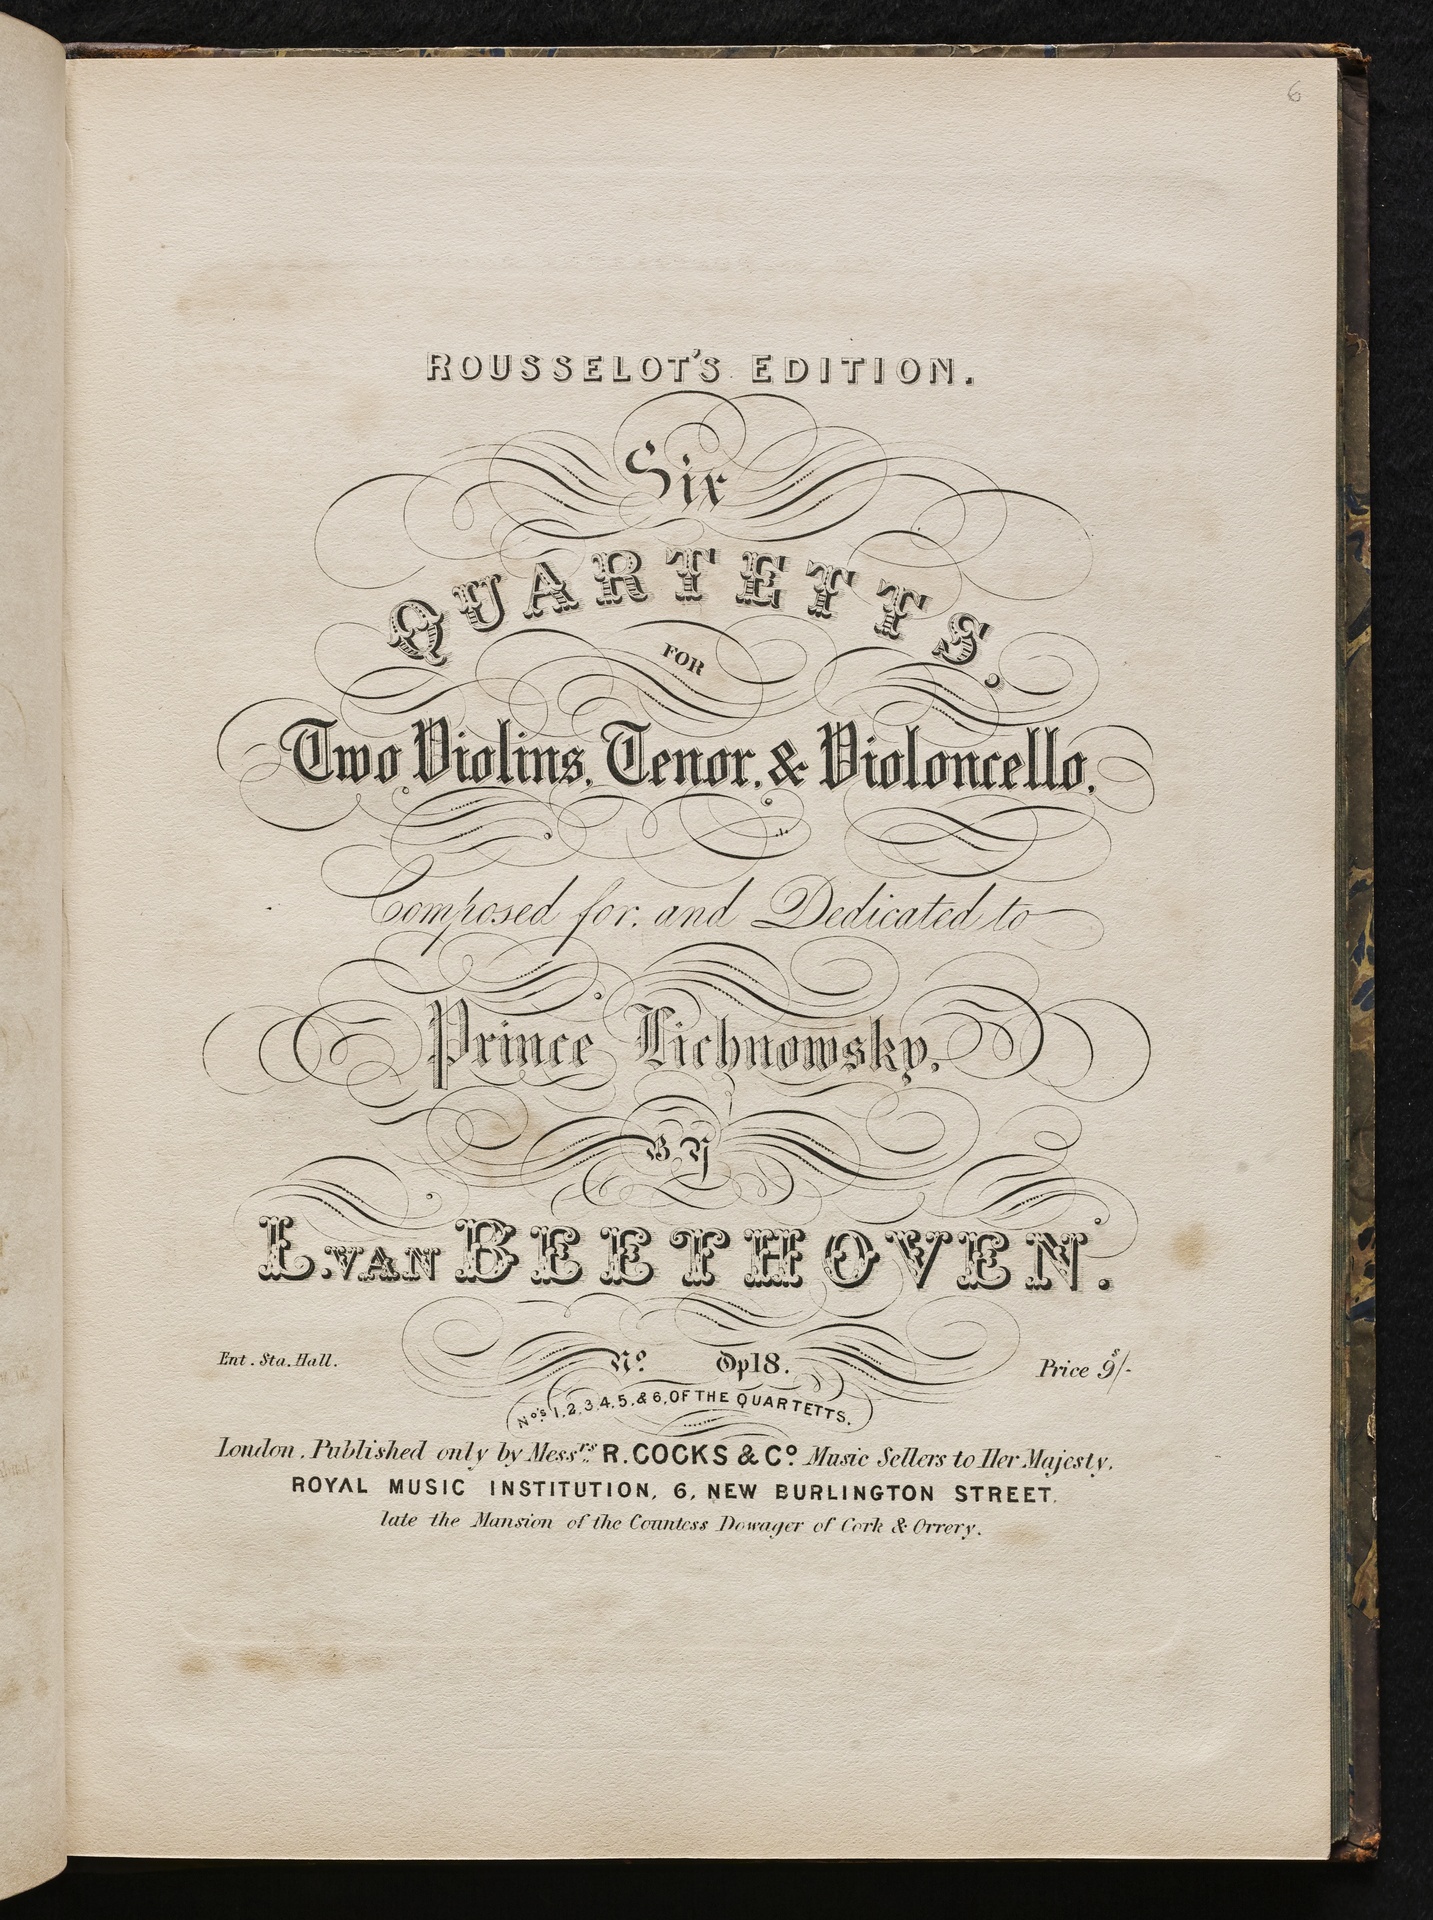 6
ROUSSELOT'S EDITION.
Six
QUARTETTS.
FOR
Two Violins, Tenor, & Violoncello.
Composed for, and Dedicated to
Prince Lichnowsky,
BY
L. VAN BEETHOVEN.
Ent. Sta. Hall. No. Op 18. Price 9s/-
Nos. 1, 2, 3, 4, 5, & 6, OF THE QUARTETTS.
London, Published only by Messrs. R. COCKS & Co. Music Sellers to Her Majesty,
ROYAL MUSIC INSTITUTION, 6, NEW BURLINGTON STREET,
late the Mansion of the Countess Dowager of Cork & Orrery.